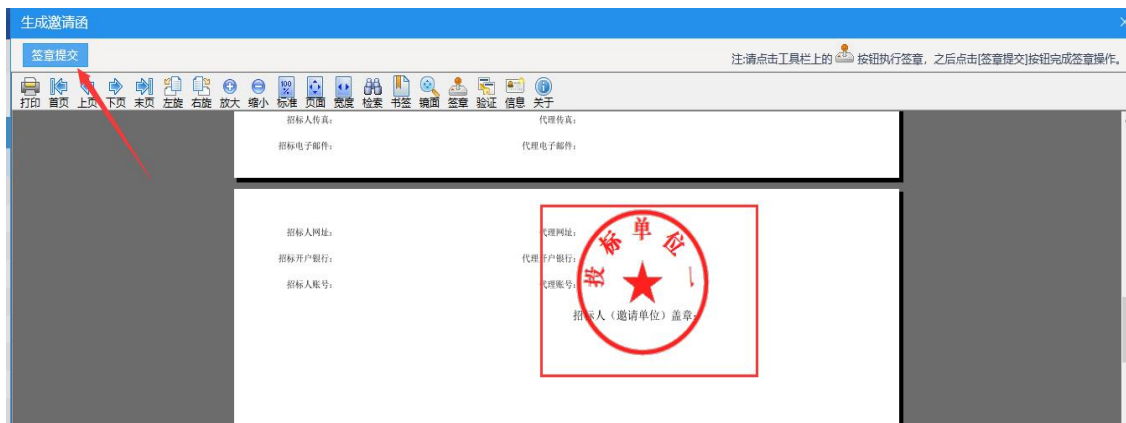 生成邀请函
签章提交
注:请点击工具栏上的 按钮执行签章，之后点击[签章提交]按钮完成签章操作。
打印 首页 上页 下页 末页 左旋 右旋 放大 缩小 标准 页面 宽度 检索 书签 镜面 签章 验证 信息 关于
招标人传真: 代理传真:
招标电子邮件: 代理电子邮件:
招标人网址: 代理网址:
招标开户银行: 代理开户银行:
招标人账号: 代理账号:
投标单位一
招标人（邀请单位）盖章: